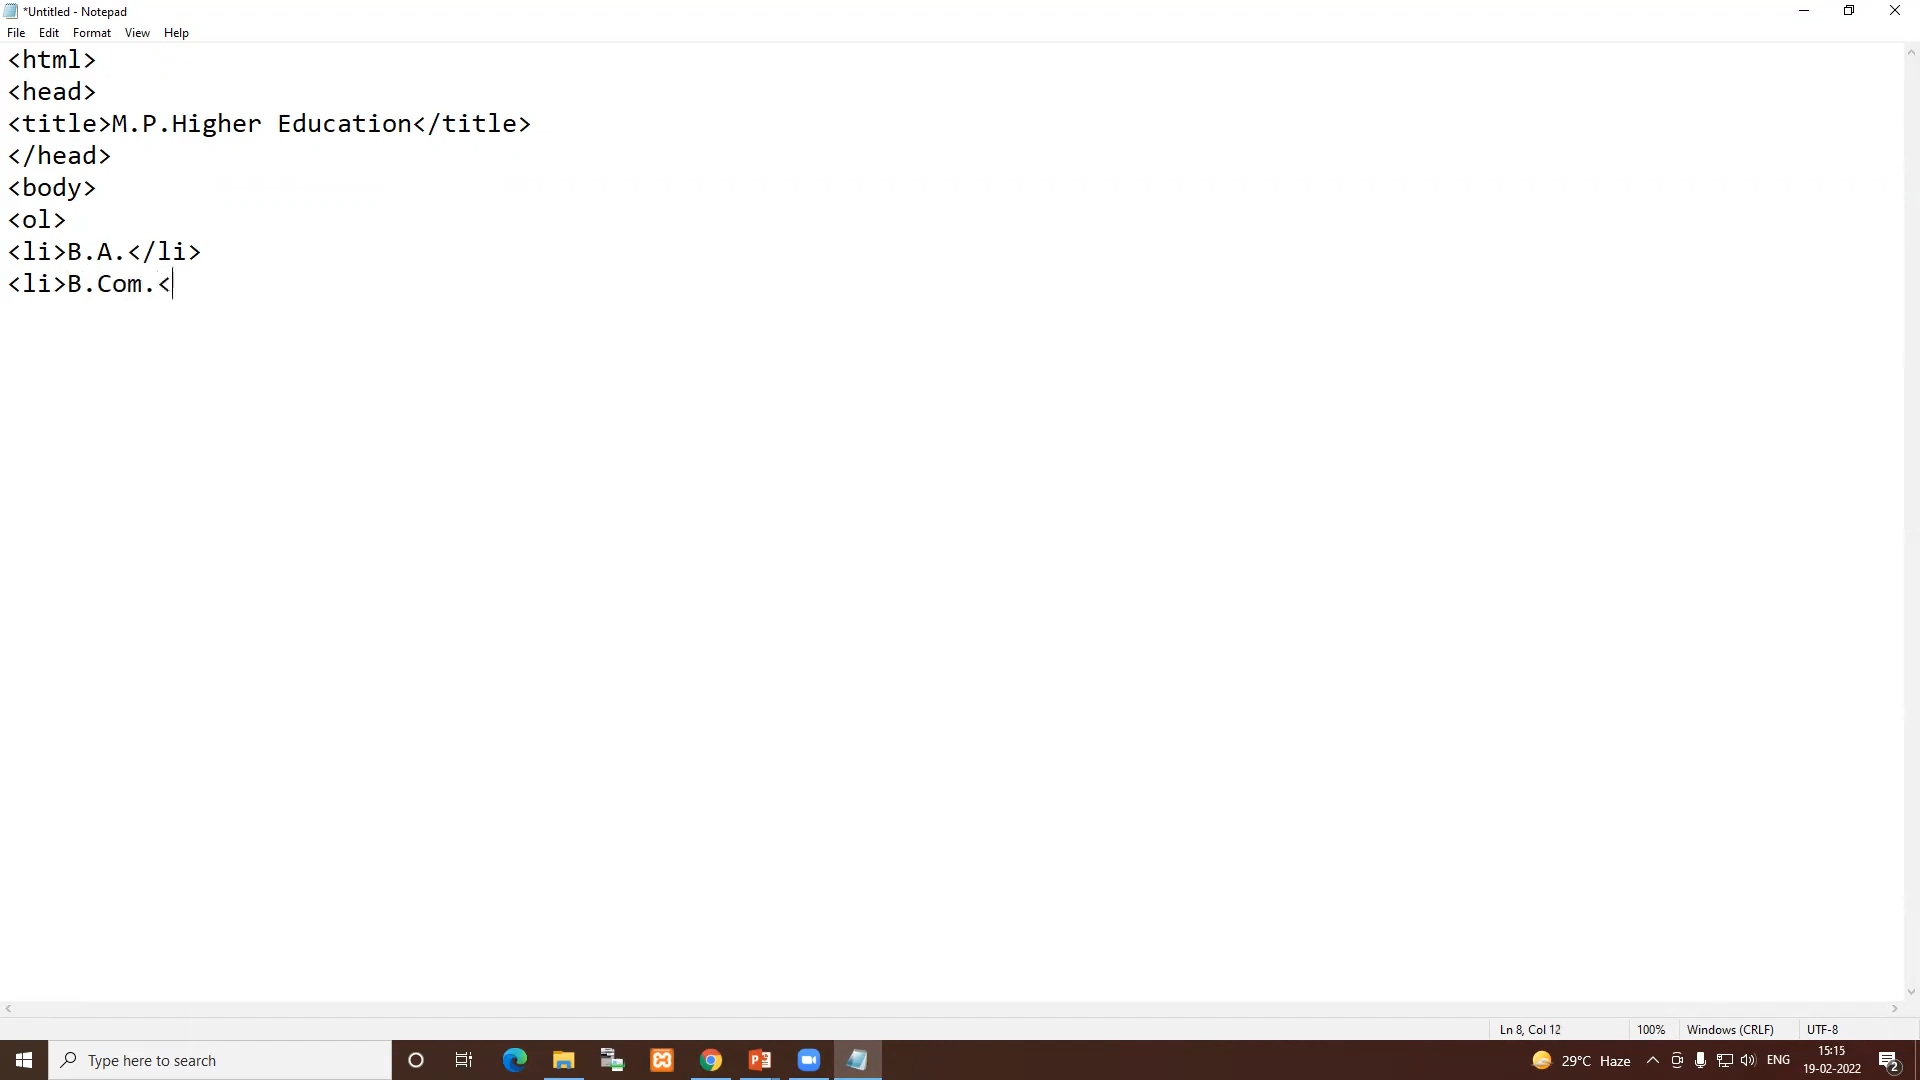 *Untitled - Notepad
File Edit Format View Help
<html>
<head>
<title>M.P.Higher Education</title>
</head>
<body>
<ol>
<li>B.A.</li>
<li>B.Com.<
Ln 8, Col 12 100% Windows (CRLF) UTF-8
Type here to search 29°C Haze ENG 15:15
19-02-2022 2